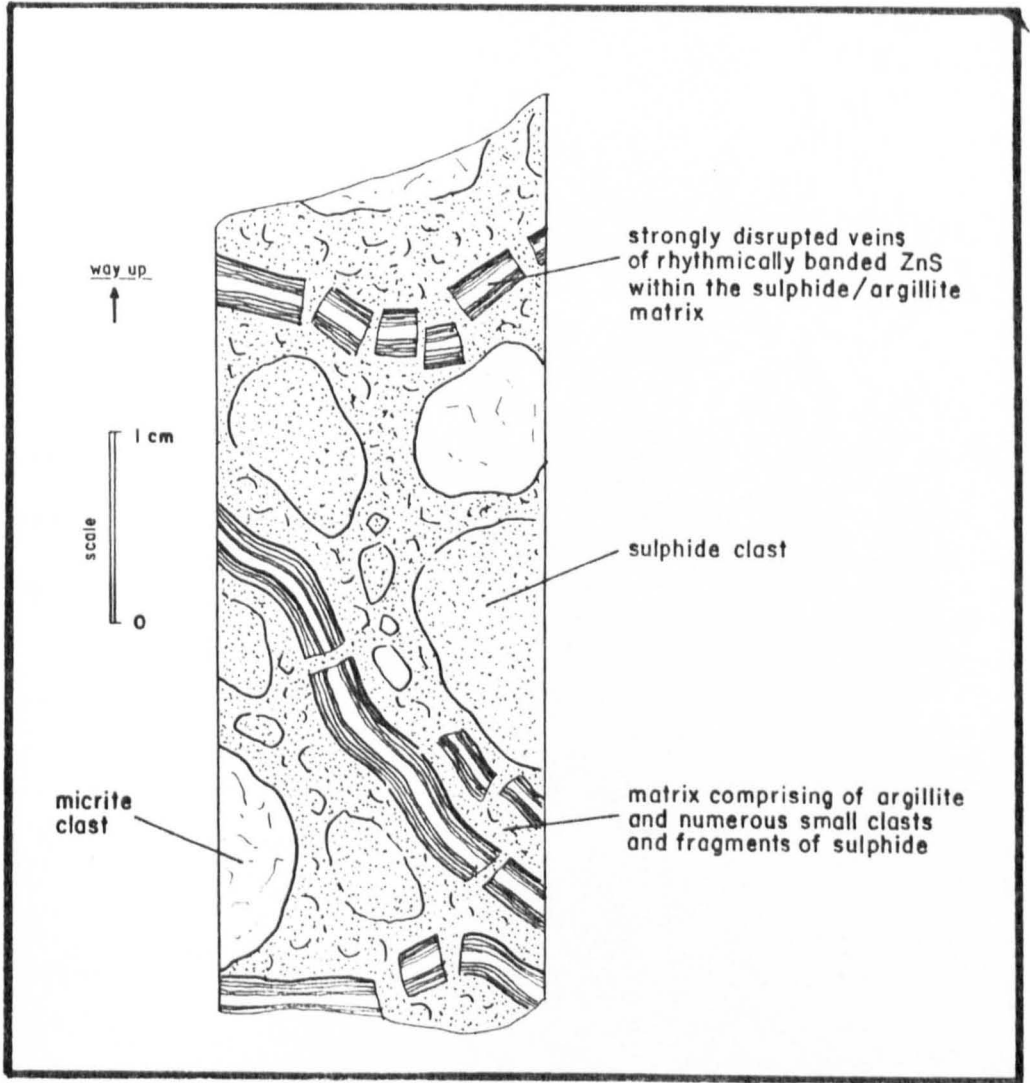 strongly disrupted veins
of rhythmically banded ZnS
within the sulphide/argillite
matrix
way up
1 cm
scale
0
sulphide clast
micrite
clast
matrix comprising of argillite
and numerous small clasts
and fragments of sulphide